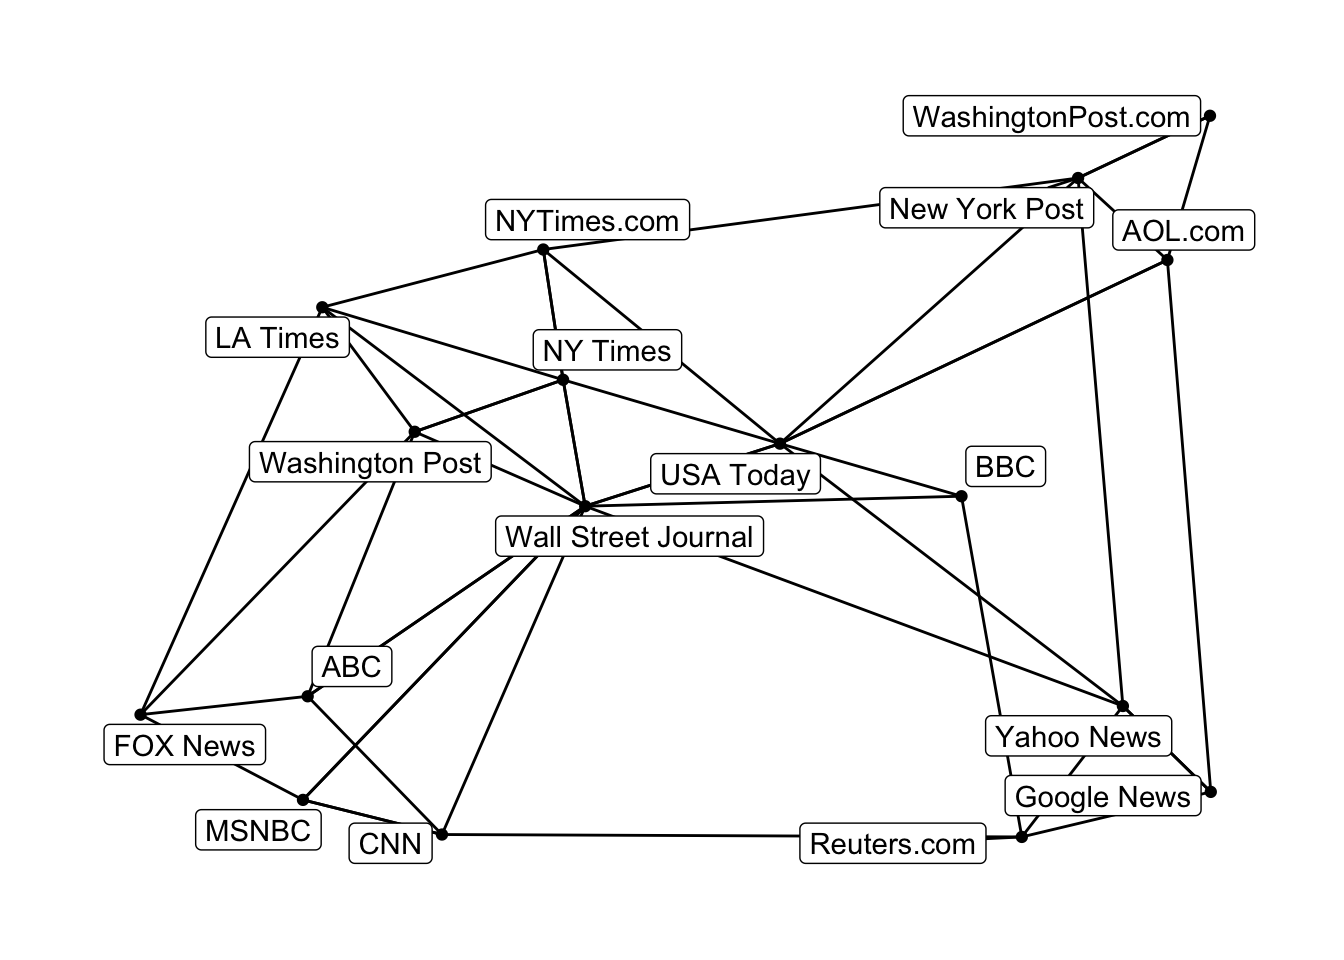 WashingtonPost.com
New York Post
NYTimes.com
AOL.com
LA Times
NY Times
Washington Post
USA Today
BBC
Wall Street Journal
ABC
FOX News
Yahoo News
Google News
MSNBC
CNN
Reuters.com